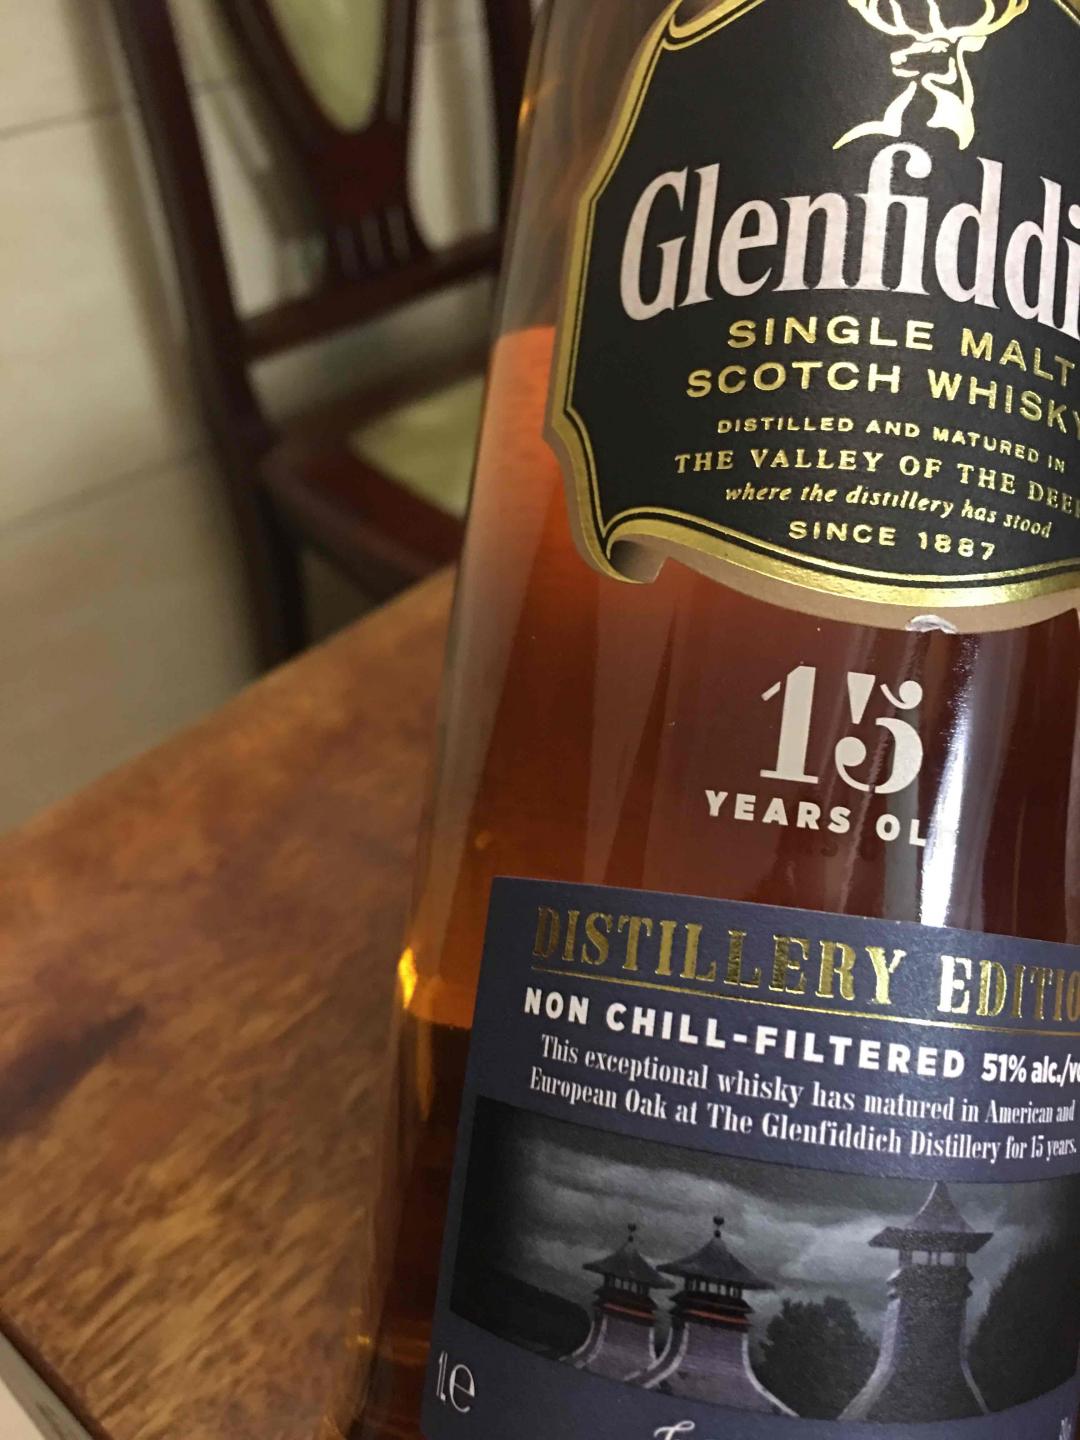 Glenfiddi
SINGLE MALT
SCOTCH WHISKY
DISTILLED AND MATURED IN
THE VALLEY OF THE DEE
where the distillery has stood
SINCE 1887
15
YEARS OL
DISTILLERY EDITIO
NON CHILL-FILTERED 51% alc./vo
This exceptional whisky has matured in American and
European Oak at The Glenfiddich Distillery for 15 years.
1L e